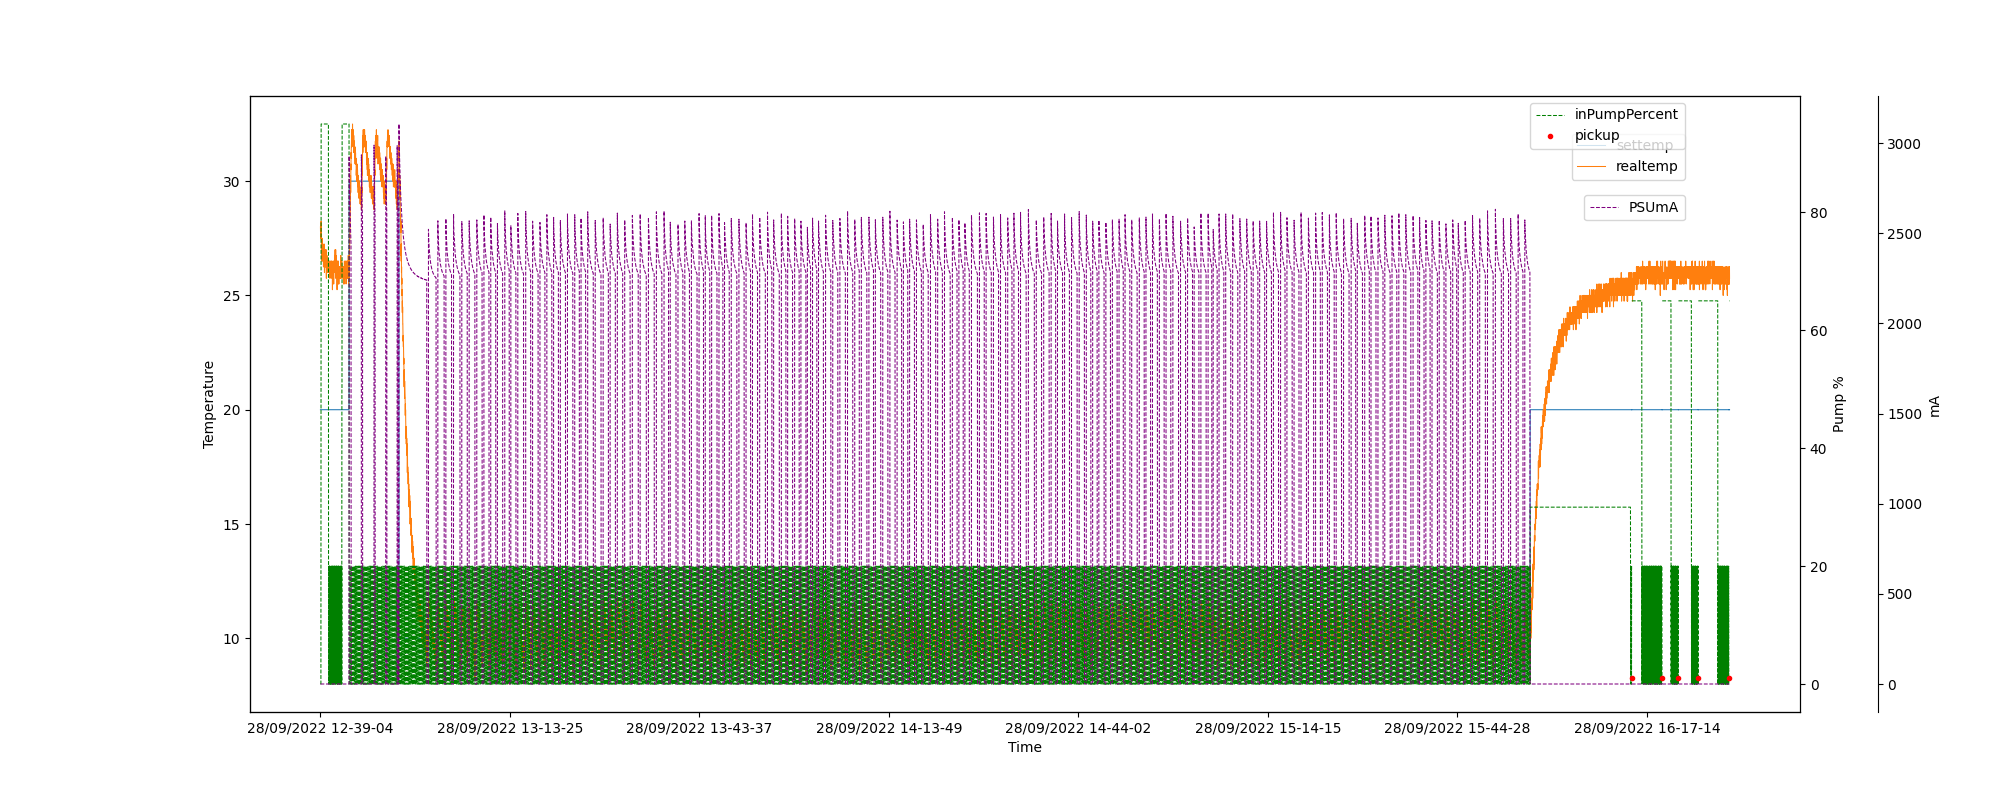 inPumpPercent
pickup
settemp
realtemp
PSUmA
Temperature
30
25
20
15
10
80
60
40
20
0
Pump %
3000
2500
2000
1500
1000
500
0
mA
28/09/2022 12-39-04
28/09/2022 13-13-25
28/09/2022 13-43-37
28/09/2022 14-13-49
28/09/2022 14-44-02
28/09/2022 15-14-15
28/09/2022 15-44-28
28/09/2022 16-17-14
Time